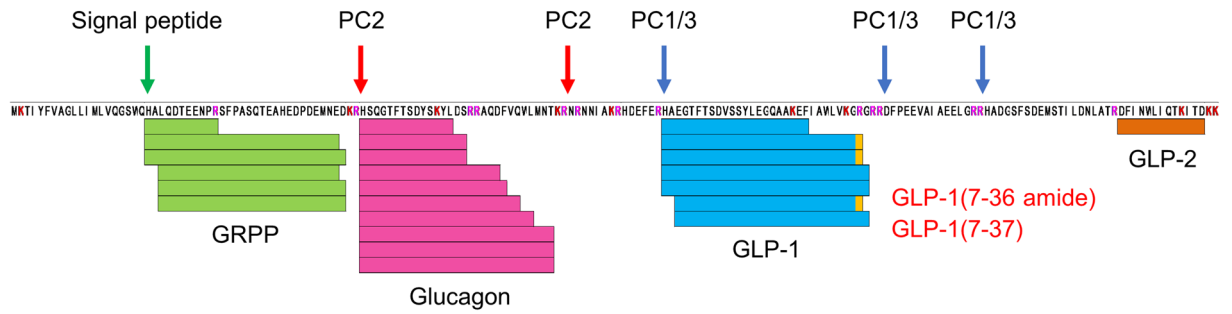 Signal peptide PC2 PC2 PC1/3 PC1/3 PC1/3
MKTIYFVAGLLIMLVQGSWQHALQDTEENPRSFPASQTEAHEDPDEMNEDKRHSQGTFTSDYSKYLDSRRAQDFVQWLMNTKRNRNNIAKRHDEFERHAEGTFTSDVSSYLEGQAAKEFIAWLVKGRGRRDFPEEVAIAEELGRRHADGSFSDEMSTILDNLATRDFINWLIQTKITDKK
GLP-2
GLP-1(7-36 amide)
GRPP GLP-1 GLP-1(7-37)
Glucagon